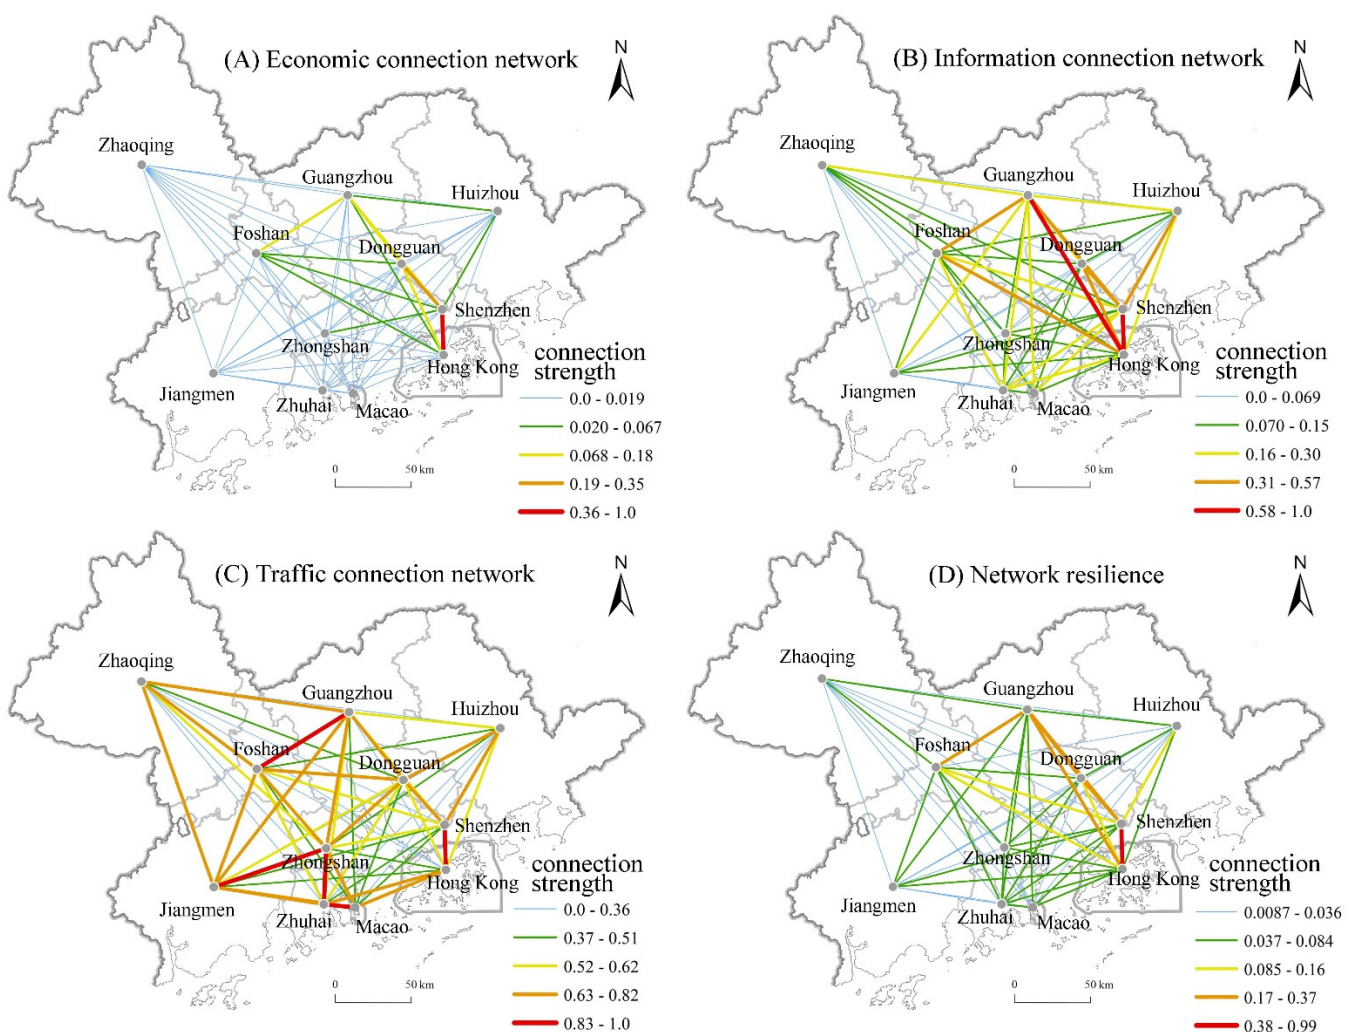 (A) Economic connection network
N
Zhaoqing
Guangzhou
Huizhou
Foshan
Dongguan
Shenzhen
Zhongshan
Hong Kong
Jiangmen
Zhuhai
Macao
connection
strength
0.0 - 0.019
0.020 - 0.067
0.068 - 0.18
0.19 - 0.35
0.36 - 1.0
0 50 km
(B) Information connection network
N
Zhaoqing
Guangzhou
Huizhou
Foshan
Dongguan
Shenzhen
Zhongshan
Hong Kong
Jiangmen
Zhuhai
Macao
connection
strength
0.0 - 0.069
0.070 - 0.15
0.16 - 0.30
0.31 - 0.57
0.58 - 1.0
0 50 km
(C) Traffic connection network
N
Zhaoqing
Guangzhou
Huizhou
Foshan
Dongguan
Shenzhen
Zhongshan
Hong Kong
Jiangmen
Zhuhai
Macao
connection
strength
0.0 - 0.36
0.37 - 0.51
0.52 - 0.62
0.63 - 0.82
0.83 - 1.0
0 50 km
(D) Network resilience
N
Zhaoqing
Guangzhou
Huizhou
Foshan
Dongguan
Shenzhen
Zhongshan
Hong Kong
Jiangmen
Zhuhai
Macao
connection
strength
0.0087 - 0.036
0.037 - 0.084
0.085 - 0.16
0.17 - 0.37
0.38 - 0.99
0 50 km